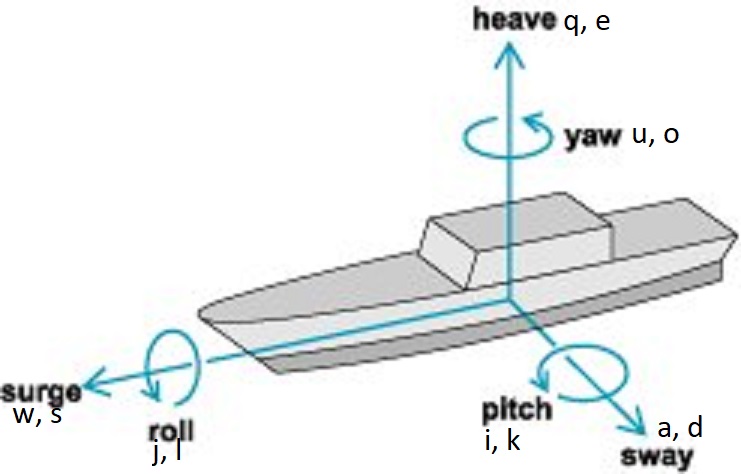 heave q, e
yaw u, o
surge
w, s
roll
j, l
pitch
i, k
a, d
sway